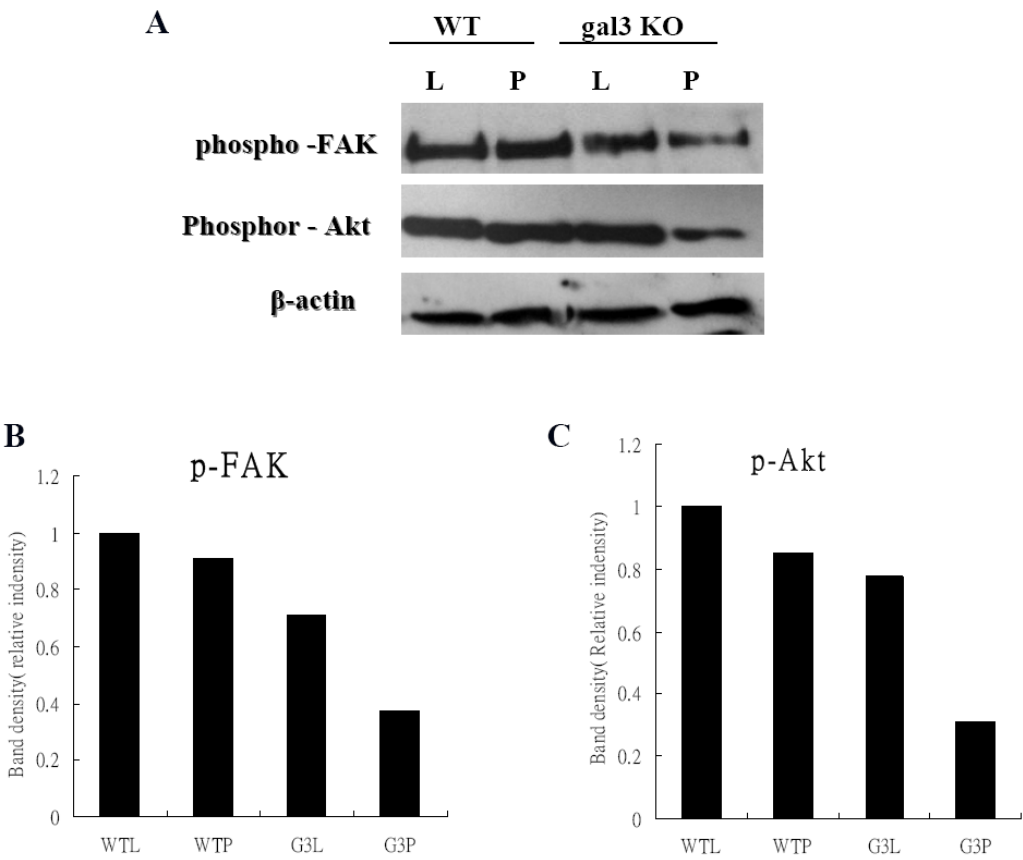 A
WT gal3 KO
L P L P
phospho -FAK
Phosphor - Akt
β-actin
B
p-FAK
Band density( relative indensity)
1.2
1
0.8
0.6
0.4
0.2
0
WTL WTP G3L G3P
C
p-Akt
Band density( Relative indensity)
1.2
1
0.8
0.6
0.4
0.2
0
WTL WTP G3L G3P